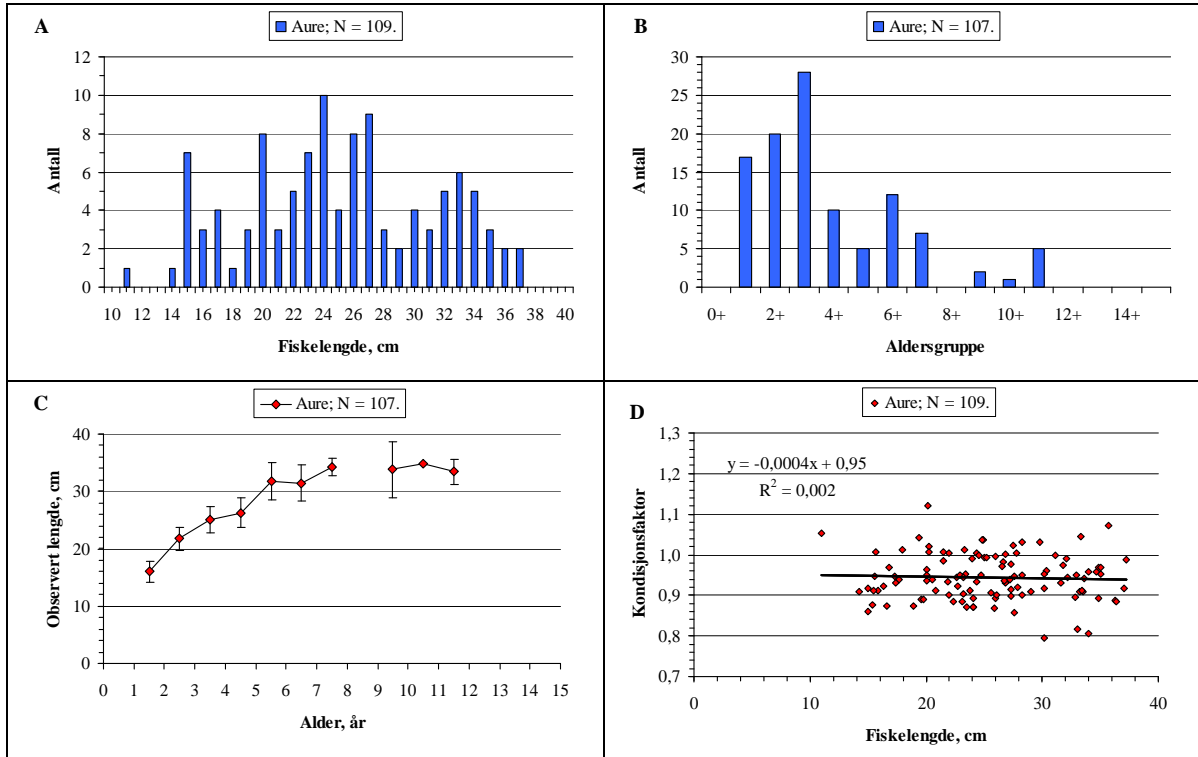 A
Aure; N = 109.
Antall
12
10
8
6
4
2
0
10 12 14 16 18 20 22 24 26 28 30 32 34 36 38 40
Fiskelengde, cm
B
Aure; N = 107.
Antall
30
25
20
15
10
5
0
0+ 2+ 4+ 6+ 8+ 10+ 12+ 14+
Aldersgruppe
C
Aure; N = 107.
Observert lengde, cm
40
30
20
10
0
0 1 2 3 4 5 6 7 8 9 10 11 12 13 14 15
Alder, år
D
Aure; N = 109.
Kondisjonsfaktor
1,3
1,2
1,1
1,0
0,9
0,8
0,7
y = -0,0004x + 0,95
R² = 0,002
0 10 20 30 40
Fiskelengde, cm